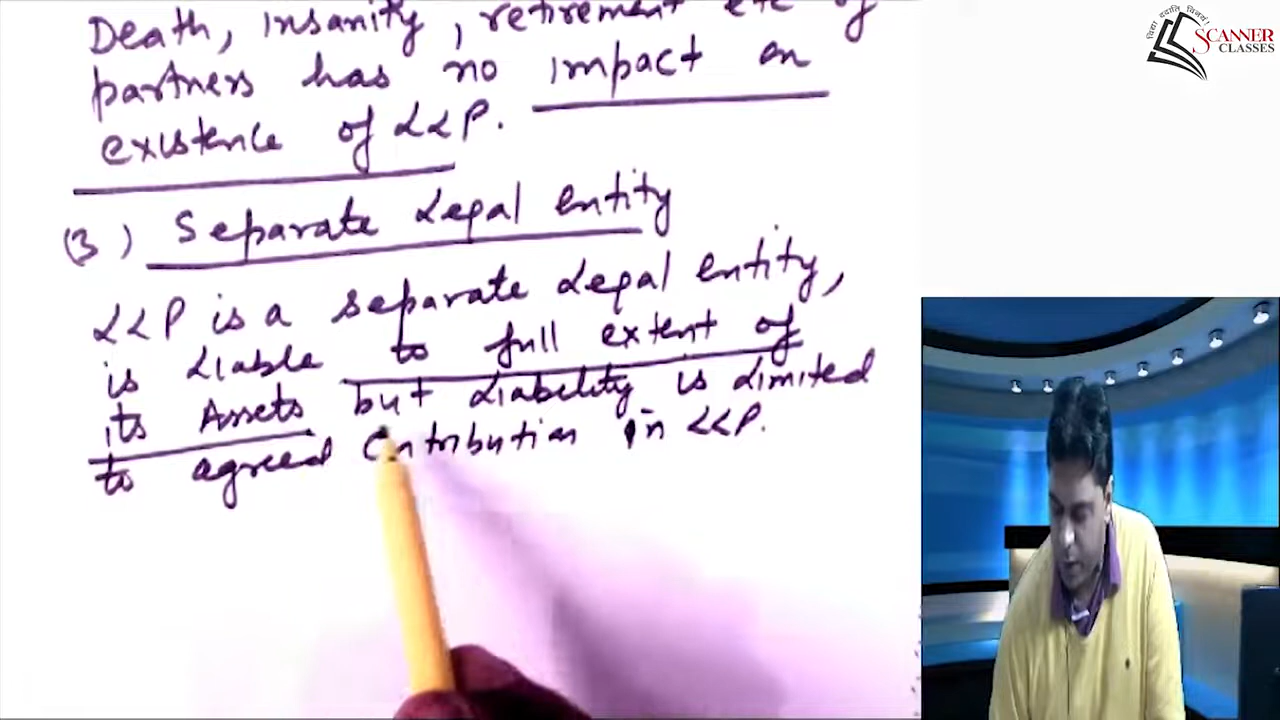 Death, insanity, retirement etc of
partners has no impact on
existence of LLP.
(3) Separate Legal Entity
LLP is a separate Legal Entity,
is Liable to full extent of
its Assets but Liability is Limited
to agreed Contribution in LLP.
SCANNER
CLASSES